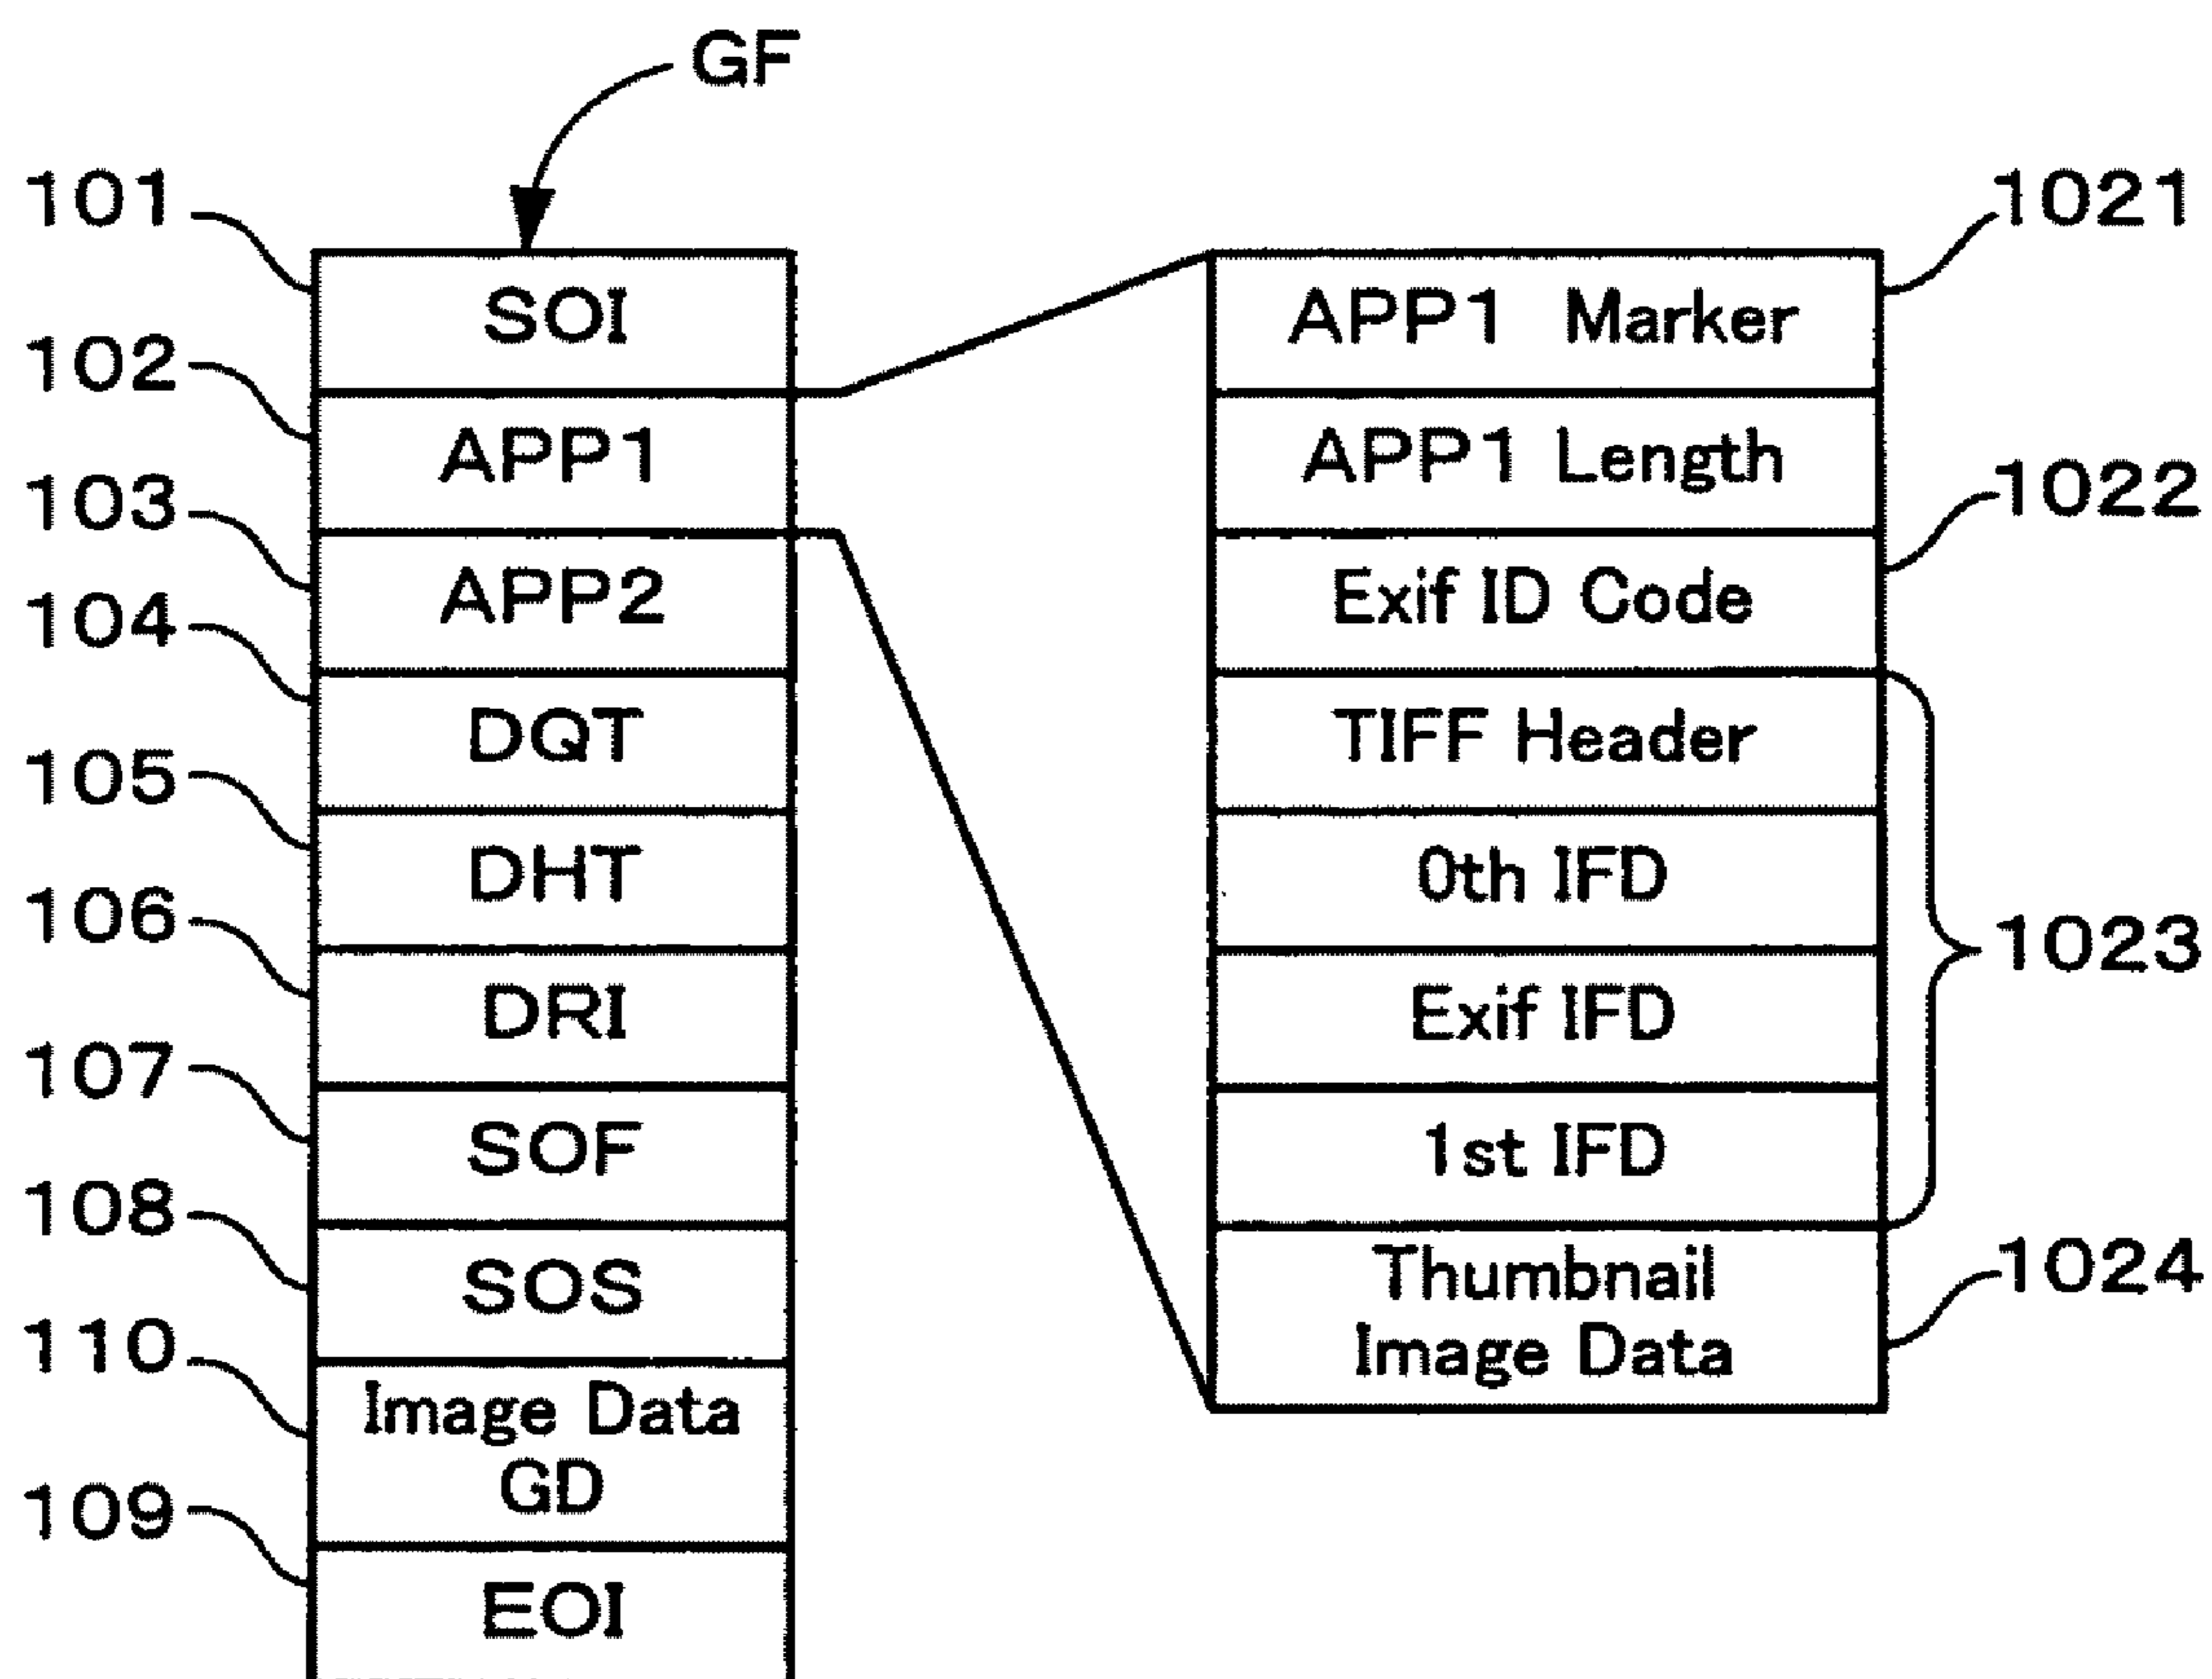 GF
101
SOI
102
APP1
103
APP2
104
DQT
105
DHT
106
DRI
107
SOF
108
SOS
110
Image Data
GD
109
EOI
1021
APP1 Marker
APP1 Length
1022
Exif ID Code
TIFF Header
0th IFD
Exif IFD
1st IFD
1023
Thumbnail
Image Data
1024